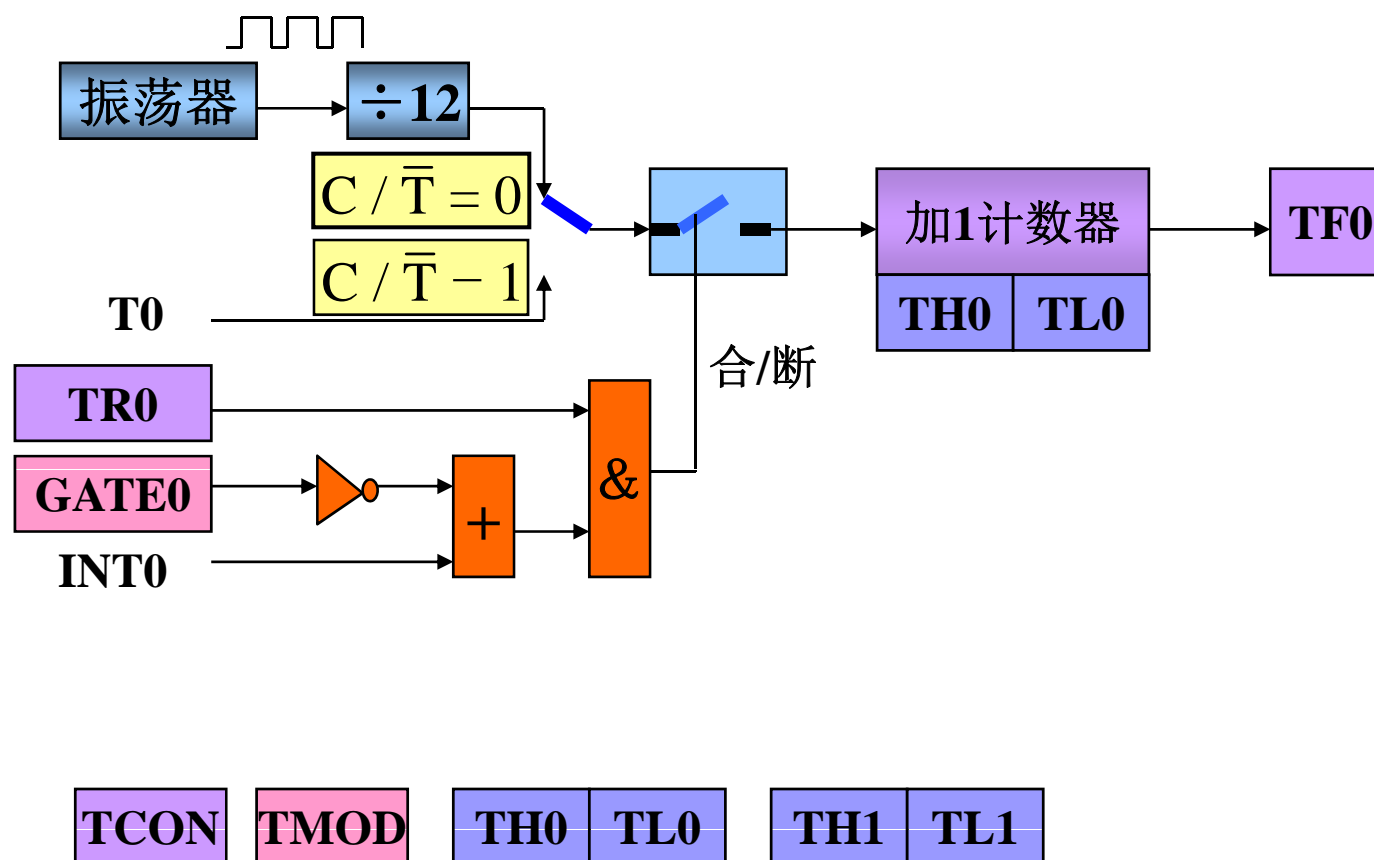 振荡器
÷12
C / T̅ = 0
C / T̅ − 1
T0
加1计数器
TH0 TL0
TF0
合/断
TR0
GATE0
INT0
+
&
TCON
TMOD
TH0 TL0
TH1 TL1